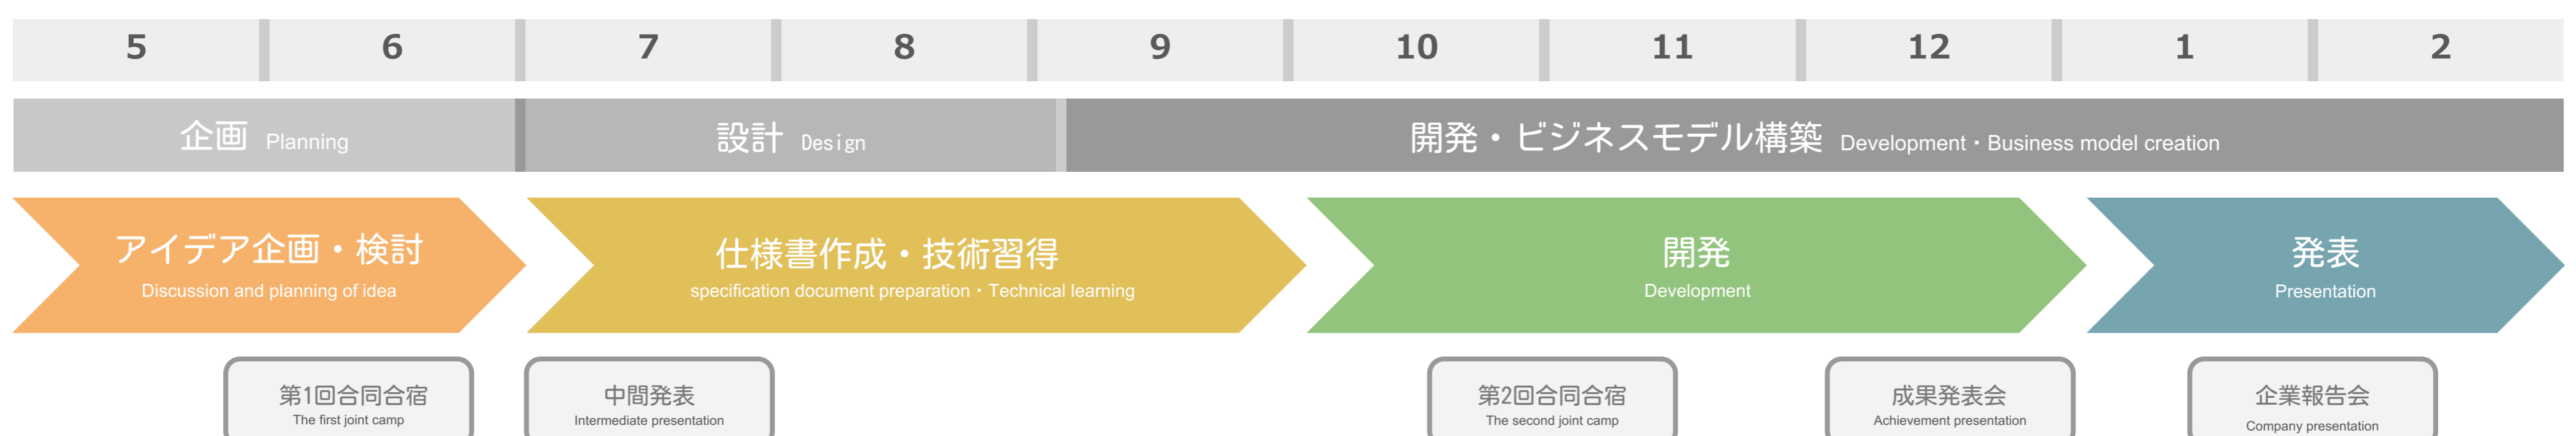 5 6 7 8 9 10 11 12 1 2
企画 Planning
設計 Design
開発・ビジネスモデル構築 Development・Business model creation
アイデア企画・検討
Discussion and planning of idea
仕様書作成・技術習得
specification document preparation・Technical learning
開発
Development
発表
Presentation
第1回合同合宿
The first joint camp
中間発表
Intermediate presentation
第2回合同合宿
The second joint camp
成果発表会
Achievement presentation
企業報告会
Company presentation